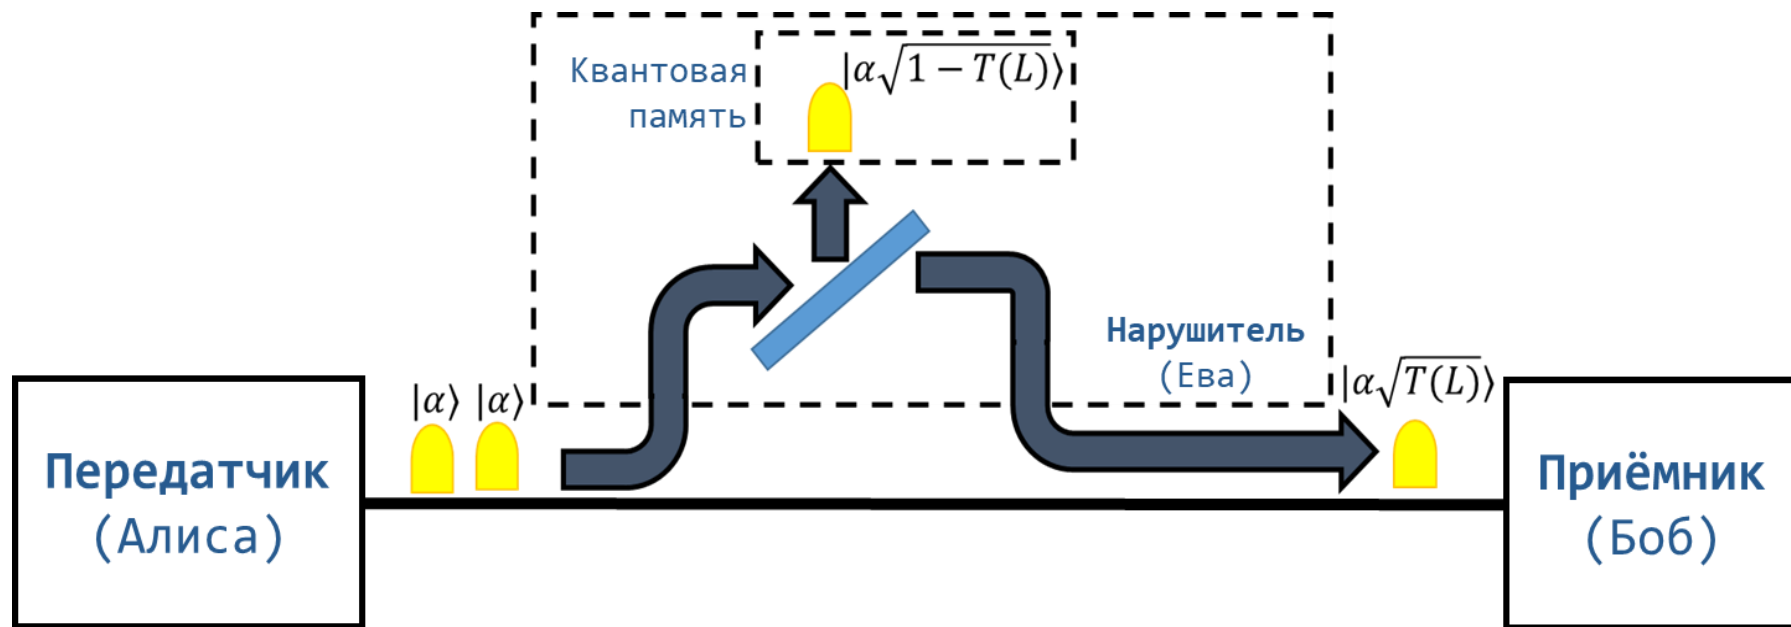 Квантовая
память
|α√1 − T(L)⟩
Нарушитель
(Ева)
|α⟩ |α⟩
|α√T(L)⟩
Передатчик
(Алиса)
Приёмник
(Боб)